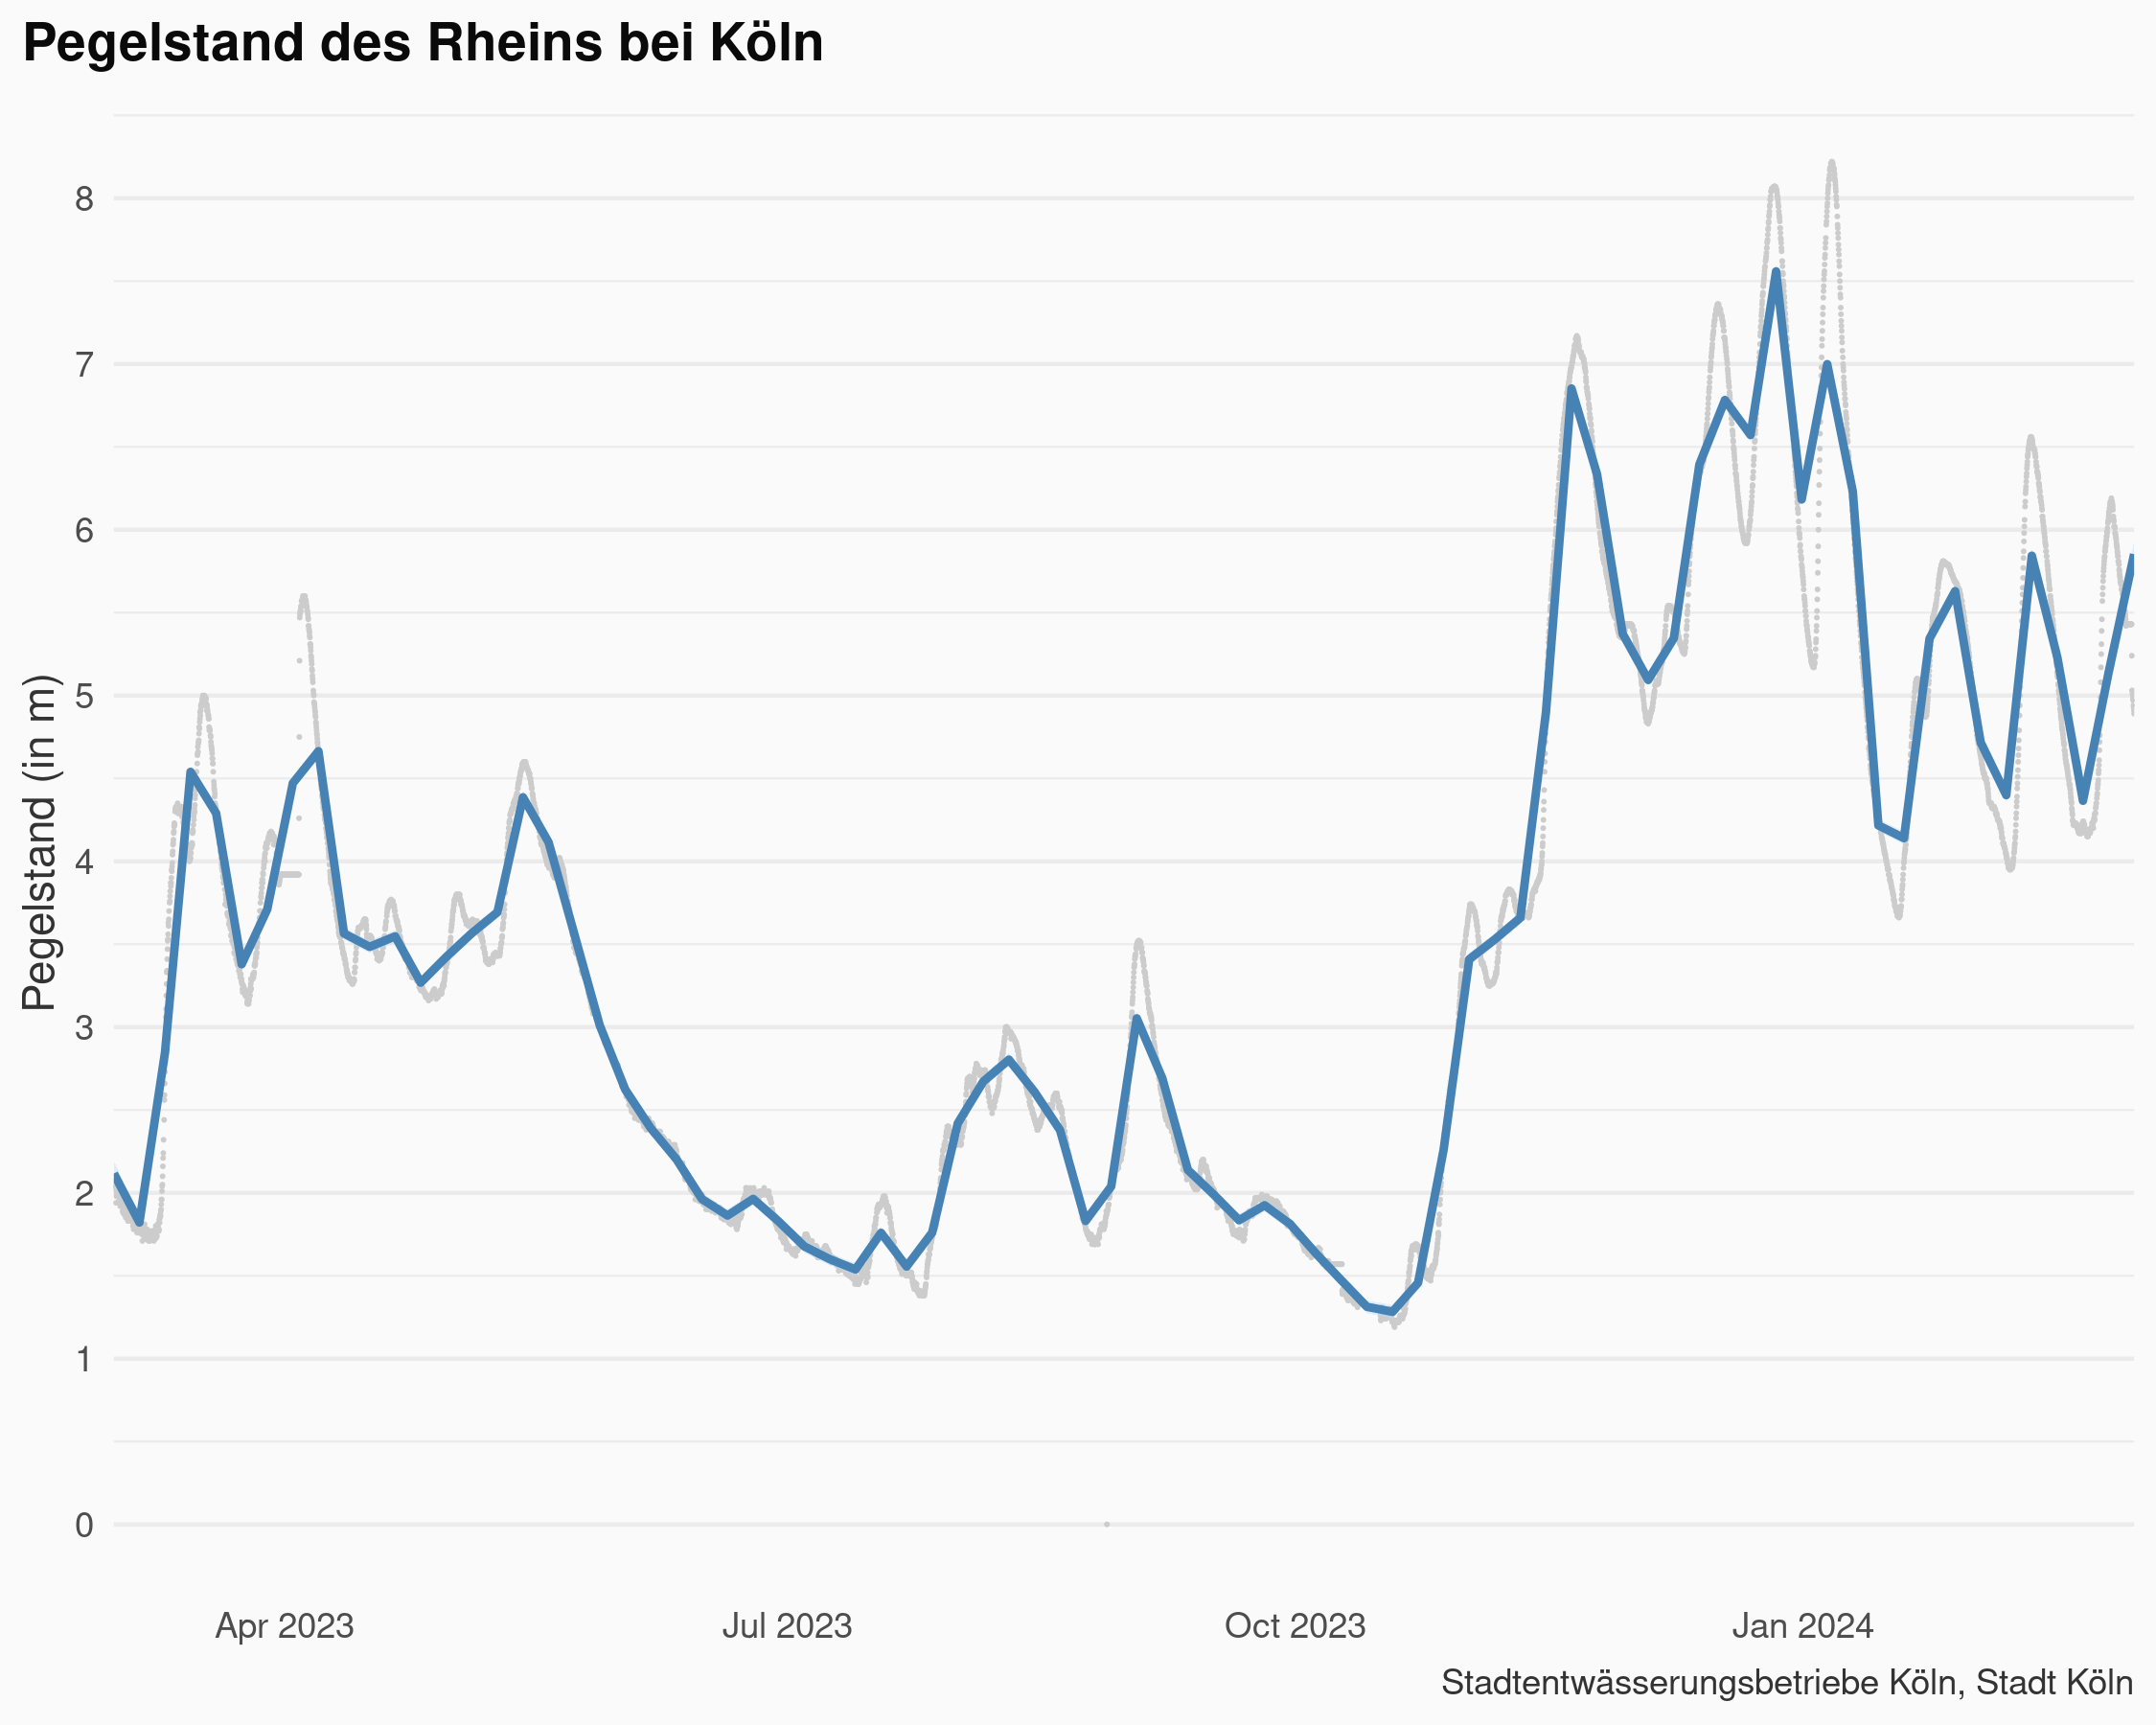 Pegelstand des Rheins bei Köln
Pegelstand (in m)
8
7
6
5
4
3
2
1
0
Apr 2023
Jul 2023
Oct 2023
Jan 2024
Stadtentwässerungsbetriebe Köln, Stadt Köln